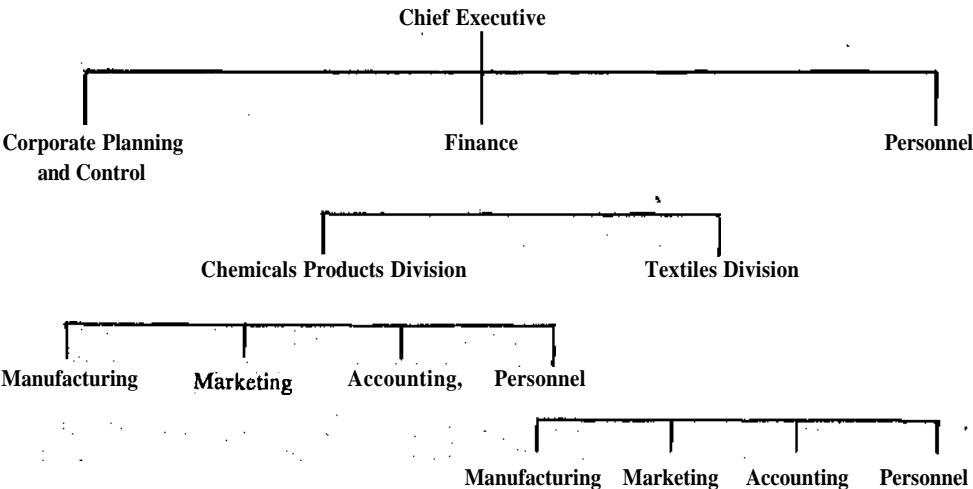 Chief Executive
Corporate Planning
and Control
Finance
Personnel
Chemicals Products Division
Textiles Division
Manufacturing
Marketing
Accounting,
Personnel
Manufacturing
Marketing
Accounting
Personnel